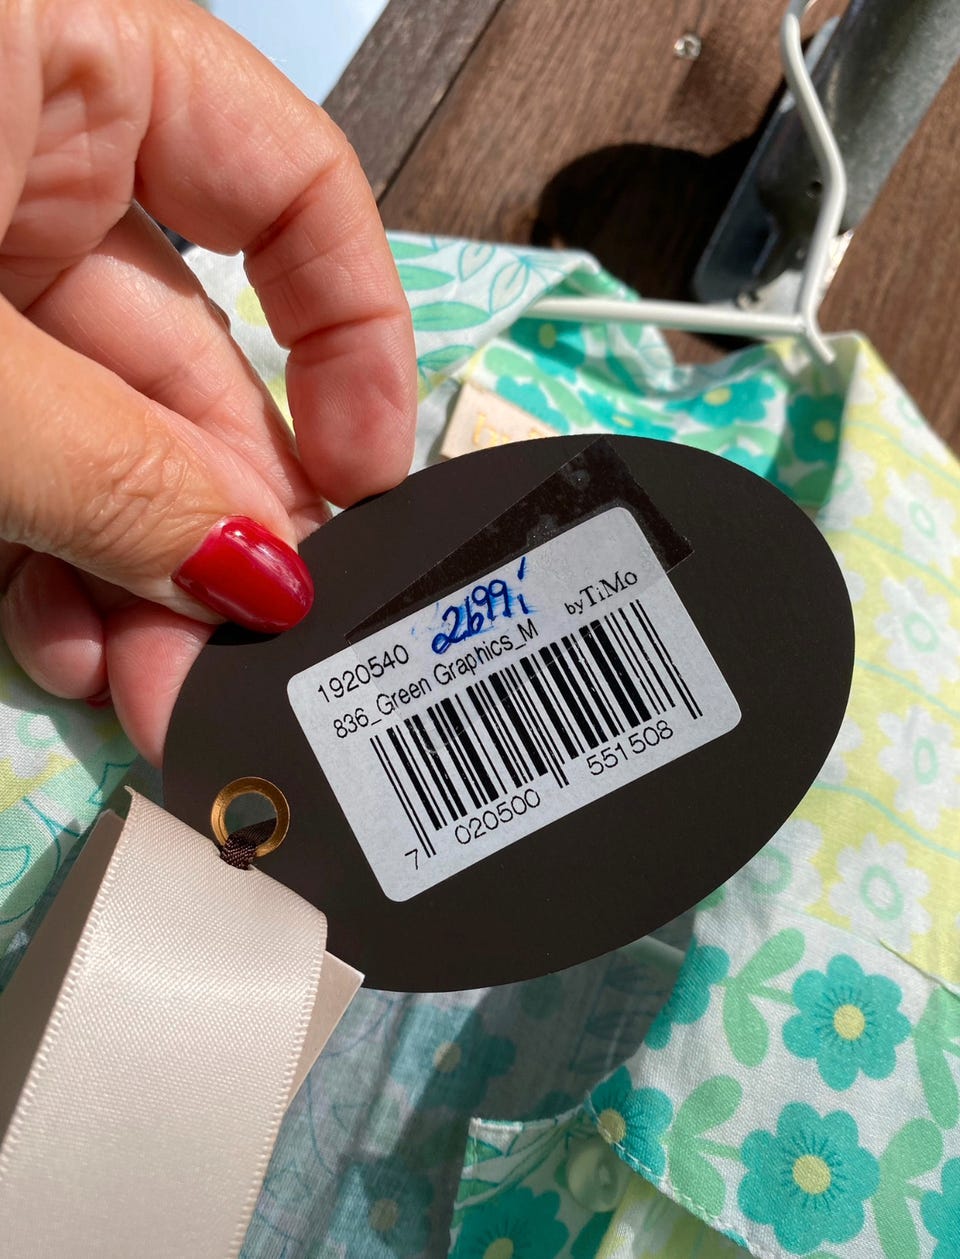 2699,-
byTiMo
1920540
836_Green Graphics_M
7 020500 551508